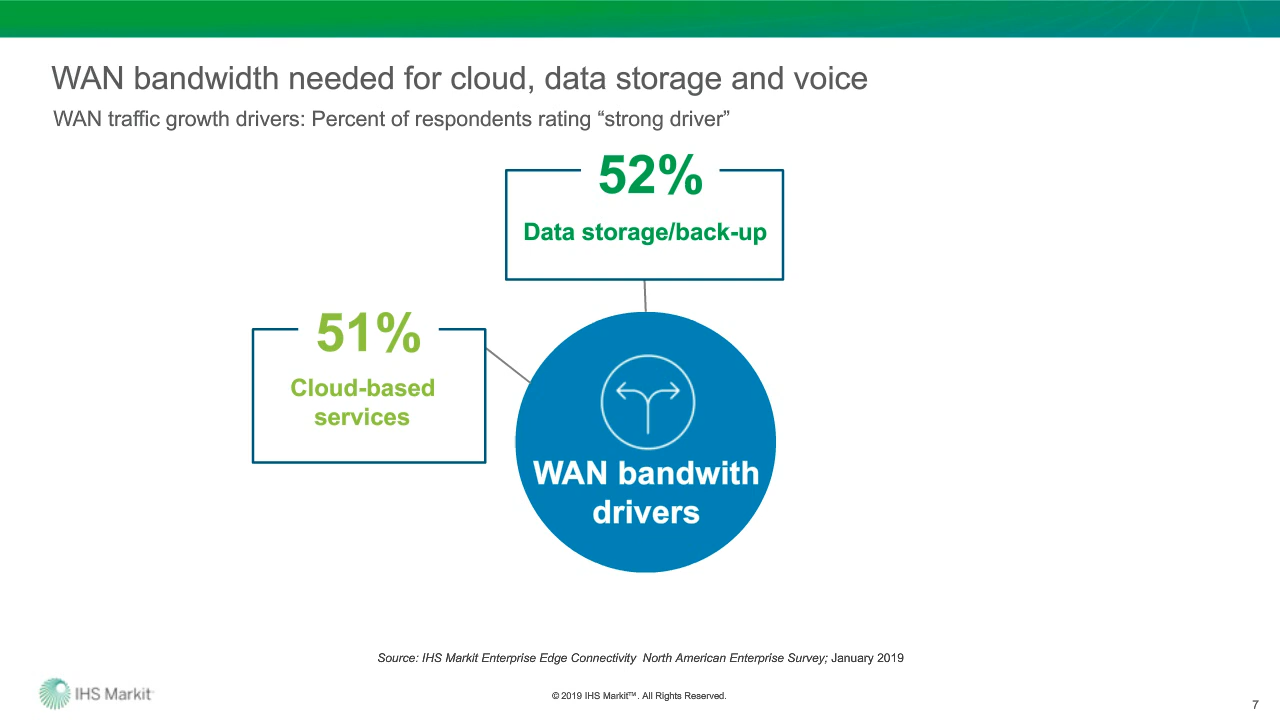 WAN bandwidth needed for cloud, data storage and voice
WAN traffic growth drivers: Percent of respondents rating “strong driver”
52%
Data storage/back-up
51%
Cloud-based
services
WAN bandwith
drivers
Source: IHS Markit Enterprise Edge Connectivity North American Enterprise Survey; January 2019
IHS Markit
© 2019 IHS Markit™. All Rights Reserved.
7